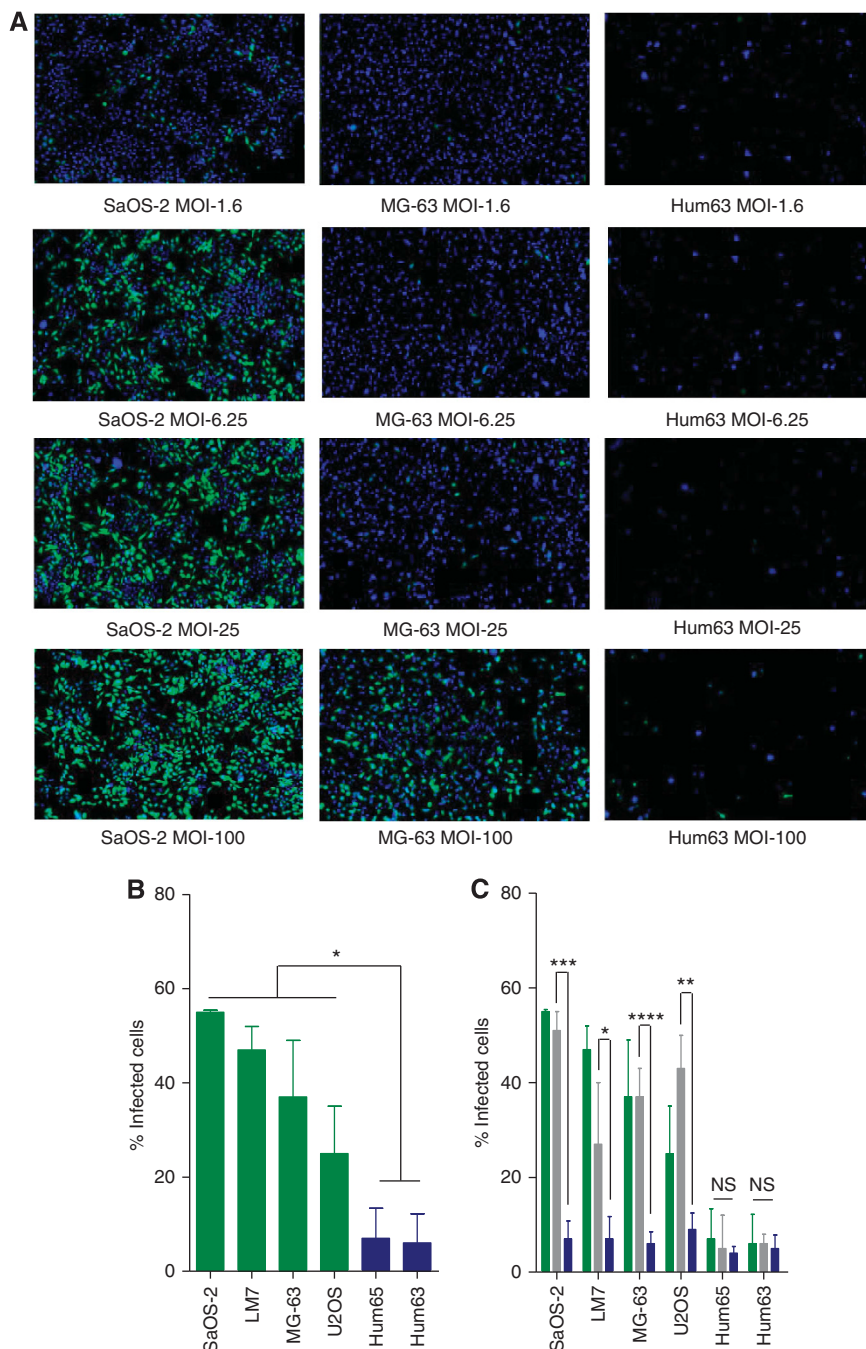 A
SaOS-2 MOI-1.6
MG-63 MOI-1.6
Hum63 MOI-1.6
SaOS-2 MOI-6.25
MG-63 MOI-6.25
Hum63 MOI-6.25
SaOS-2 MOI-25
MG-63 MOI-25
Hum63 MOI-25
SaOS-2 MOI-100
MG-63 MOI-100
Hum63 MOI-100
B
% Infected cells
80
60
40
20
0
*
SaOS-2
LM7
MG-63
U2OS
Hum65
Hum63
C
% Infected cells
80
60
40
20
0
***
*
****
**
NS
NS
SaOS-2
LM7
MG-63
U2OS
Hum65
Hum63